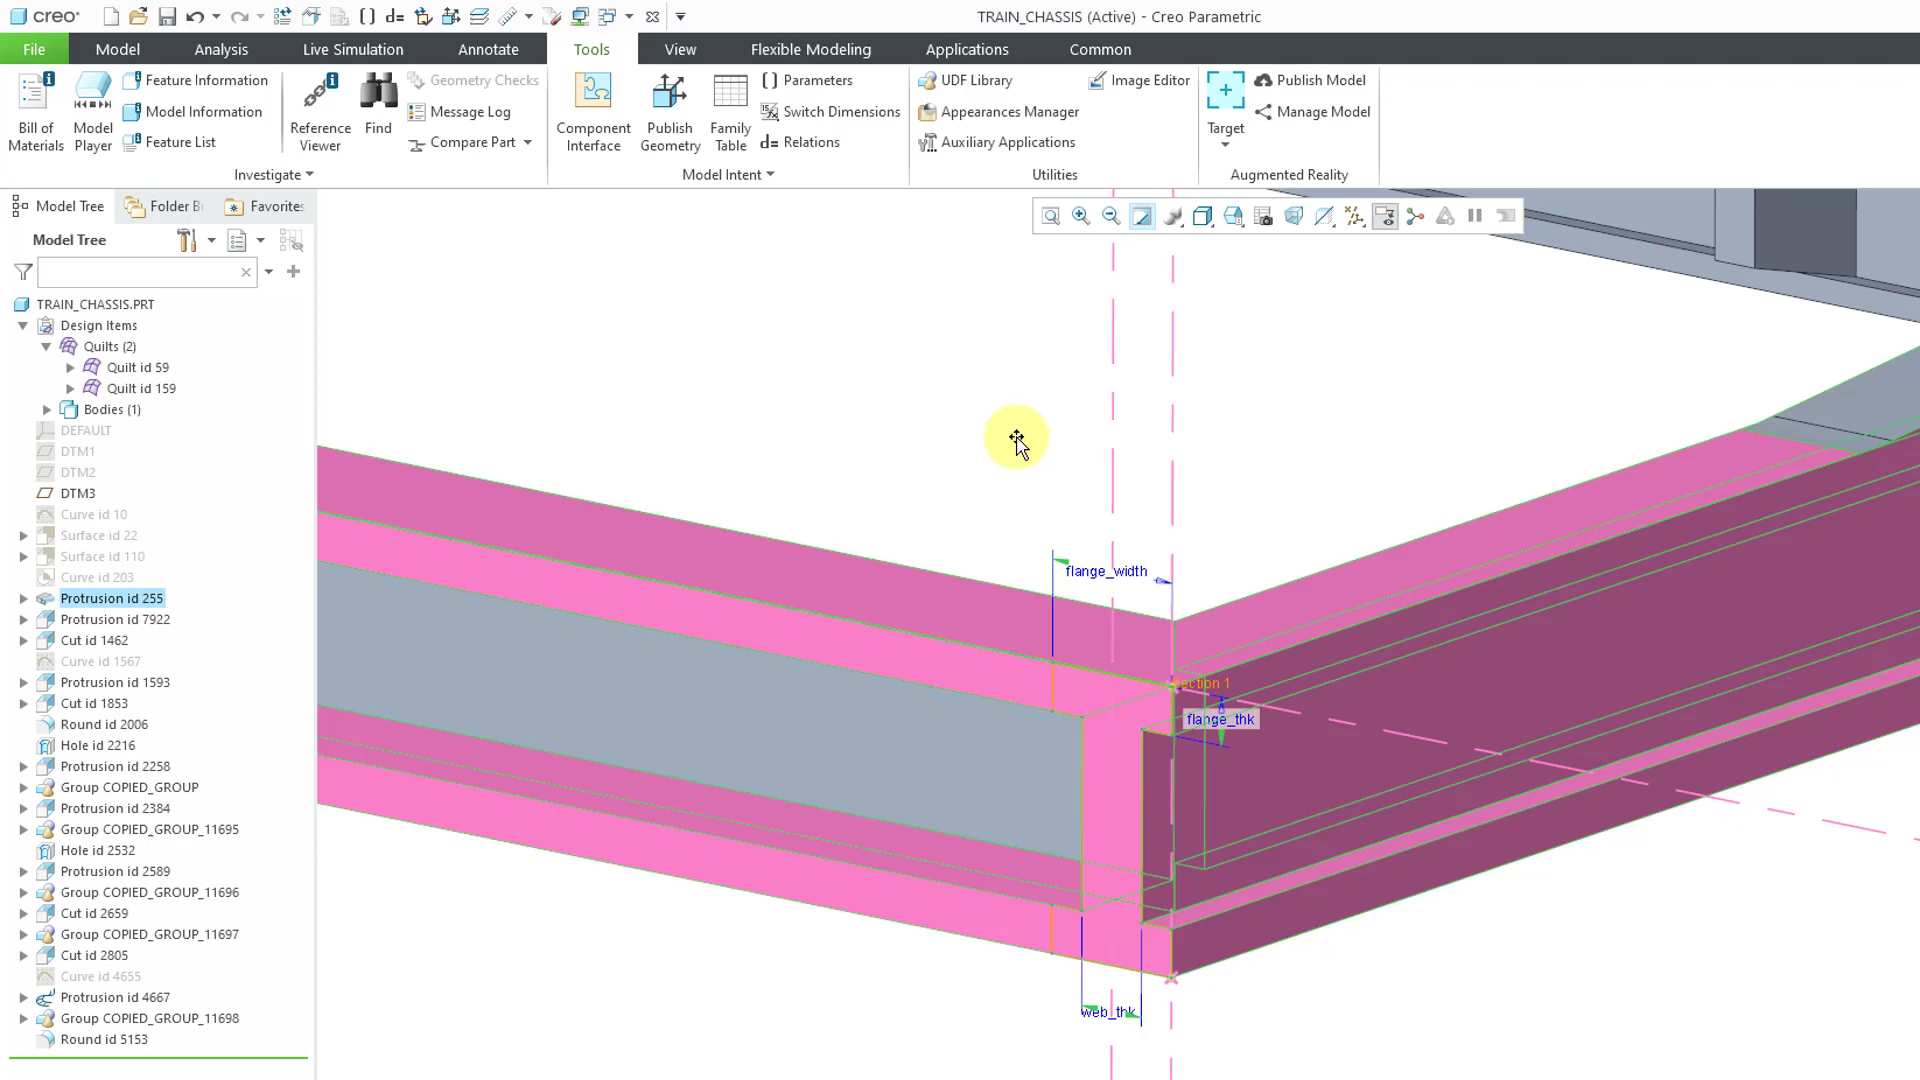 creo
TRAIN_CHASSIS (Active) - Creo Parametric
File
Model
Analysis
Live Simulation
Annotate
Tools
View
Flexible Modeling
Applications
Common
Bill of Materials
Model Player
Feature Information
Model Information
Feature List
Reference Viewer
Find
Geometry Checks
Message Log
Compare Part
Investigate
Component Interface
Publish Geometry
Family Table
Parameters
Switch Dimensions
d= Relations
Model Intent
UDF Library
Appearances Manager
Auxiliary Applications
Image Editor
Utilities
Target
Publish Model
Manage Model
Augmented Reality
Model Tree
Folder B
Favorites
Model Tree
TRAIN_CHASSIS.PRT
Design Items
Quilts (2)
Quilt id 59
Quilt id 159
Bodies (1)
DEFAULT
DTM1
DTM2
DTM3
Curve id 10
Surface id 22
Surface id 110
Curve id 203
Protrusion id 255
Protrusion id 7922
Cut id 1462
Curve id 1567
Protrusion id 1593
Cut id 1853
Round id 2006
Hole id 2216
Protrusion id 2258
Group COPIED_GROUP
Protrusion id 2384
Group COPIED_GROUP_11695
Hole id 2532
Protrusion id 2589
Group COPIED_GROUP_11696
Cut id 2659
Group COPIED_GROUP_11697
Cut id 2805
Curve id 4655
Protrusion id 4667
Group COPIED_GROUP_11698
Round id 5153
flange_width
Section 1
flange_thk
web_thk